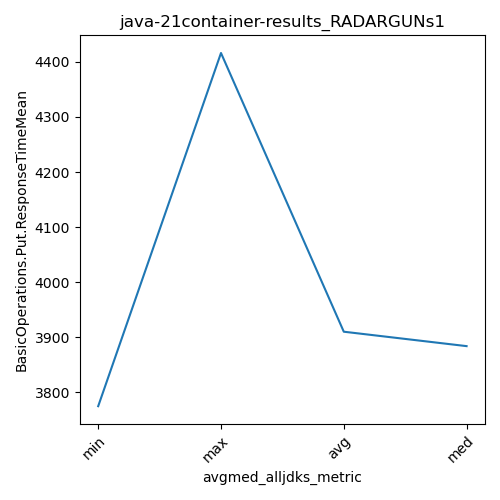 java-21container-results_RADARGUNs1
BasicOperations.Put.ResponseTimeMean
4400
4300
4200
4100
4000
3900
3800
min
max
avg
med
avgmed_alljdks_metric